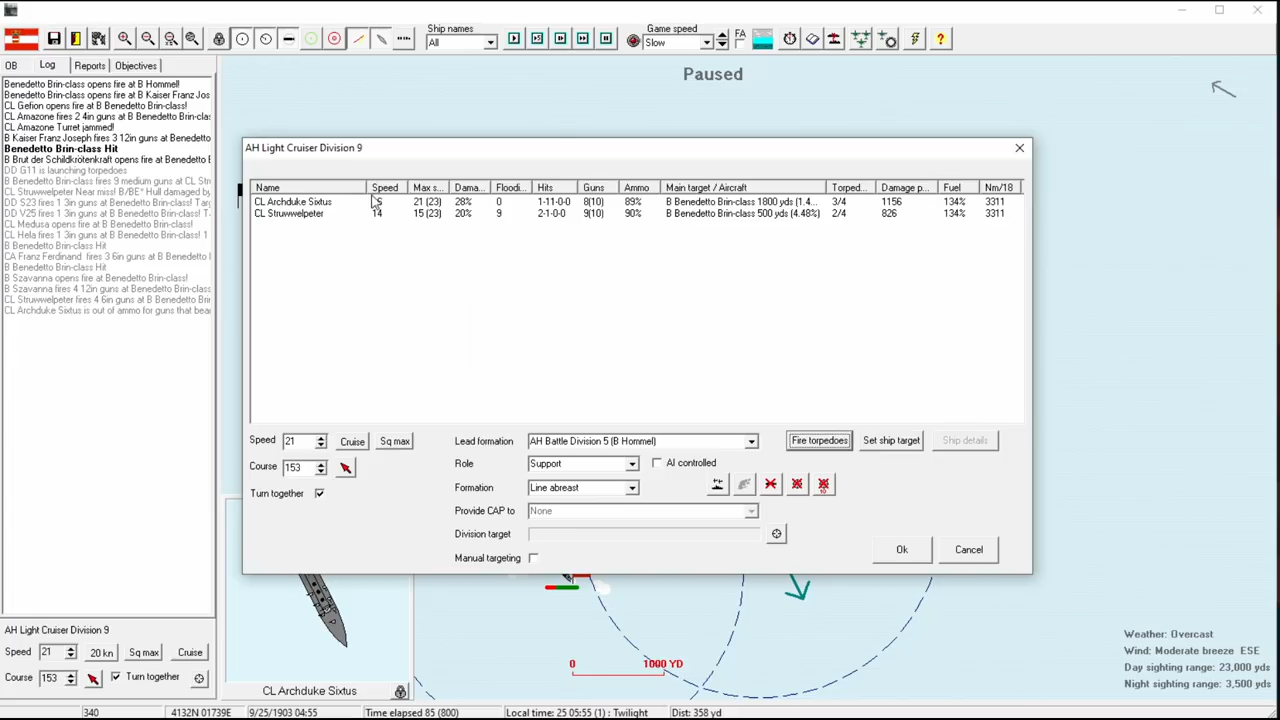 Ship names
All
Game speed
Slow
FA
OB
Log
Reports
Objectives
Benedetto Brin-class opens fire at B Hommel!
Benedetto Brin-class opens fire at B Kaiser Franz Jos
CL Gefion opens fire at B Benedetto Brin-class!
CL Amazone fires 2 4in guns at B Benedetto Brin-cla
CL Amazone Turret jammed!
B Kaiser Franz Joseph fires 3 12in guns at B Benedet
Benedetto Brin-class Hit
B Brut der Schildkrötenkraft opens fire at B Benedetto E
DD G11 is launching torpedoes
B Benedetto Brin-class fires 9 medium guns at CL Str
CL Struwwelpeter Near miss! B/BE* Hull damaged by
DD S23 fires 1 3in guns at B Benedetto Brin-class! Targ
DD V25 fires 1 3in guns at B Benedetto Brin-class! T
CL Medusa opens fire at B Benedetto Brin-class!
CL Hela fires 1 3in guns at B Benedetto Brin-class! 1
B Benedetto Brin-class Hit
CA Franz Ferdinand fires 3 6in guns at B Benedetto
B Benedetto Brin-class Hit
B Szavanna opens fire at Benedetto Brin-class!
B Szavanna fires 4 12in guns at B Benedetto Brin-clas
CL Struwwelpeter fires 4 6in guns at B Benedetto Bri
CL Archduke Sixtus is out of ammo for guns that bear
Paused
AH Light Cruiser Division 9
Name Speed Max s... Dama... Floodi... Hits Guns Ammo Main target / Aircraft Torped... Damage p... Fuel Nm/18
CL Archduke Sixtus 21 (23) 28% 0 1-11-0-0 8(10) 89% B Benedetto Brin-class 1800 yds (1.4... 3/4 1156 134% 3311
CL Struwwelpeter 14 15 (23) 20% 9 2-1-0-0 9(10) 90% B Benedetto Brin-class 500 yds (4.48%) 2/4 826 134% 3311
Speed 21 Cruise Sq max
Course 153
Turn together
Lead formation AH Battle Division 5 (B Hommel)
Fire torpedoes Set ship target Ship details
Role Support AI controlled
Formation Line abreast
Provide CAP to None
Division target
Manual targeting
Ok Cancel
AH Light Cruiser Division 9
Speed 21 20 kn Sq max Cruise
Course 153 Turn together
CL Archduke Sixtus
0 1000 YD
Weather: Overcast
Wind: Moderate breeze ESE
Day sighting range: 23,000 yds
Night sighting range: 3,500 yds
340 4132N 01739E 9/25/1903 04:55 Time elapsed 85 (800) Local time: 25 05:55 (1) : Twilight Dist: 358 yd